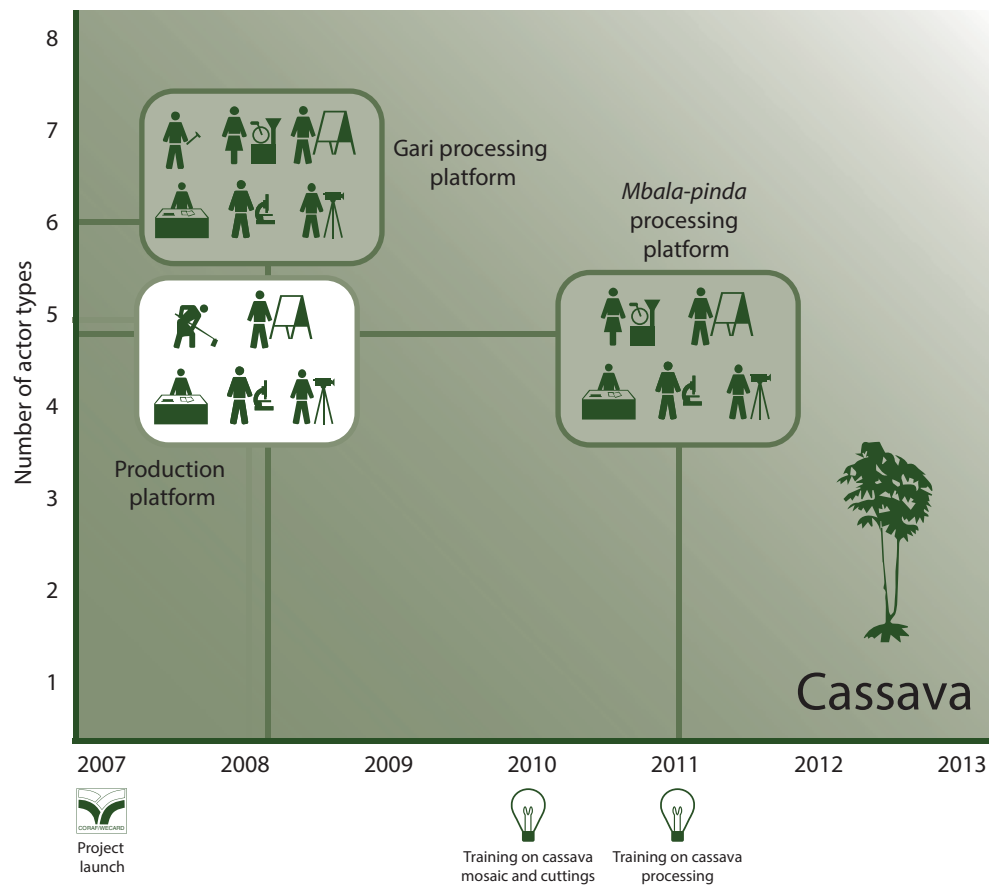 8
7
6
5
4
3
2
1
Number of actor types
Gari processing
platform
Mbala-pinda
processing
platform
Production
platform
Cassava
2007 2008 2009 2010 2011 2012 2013
CORAF/WECARD
Project
launch
Training on cassava
mosaic and cuttings
Training on cassava
processing